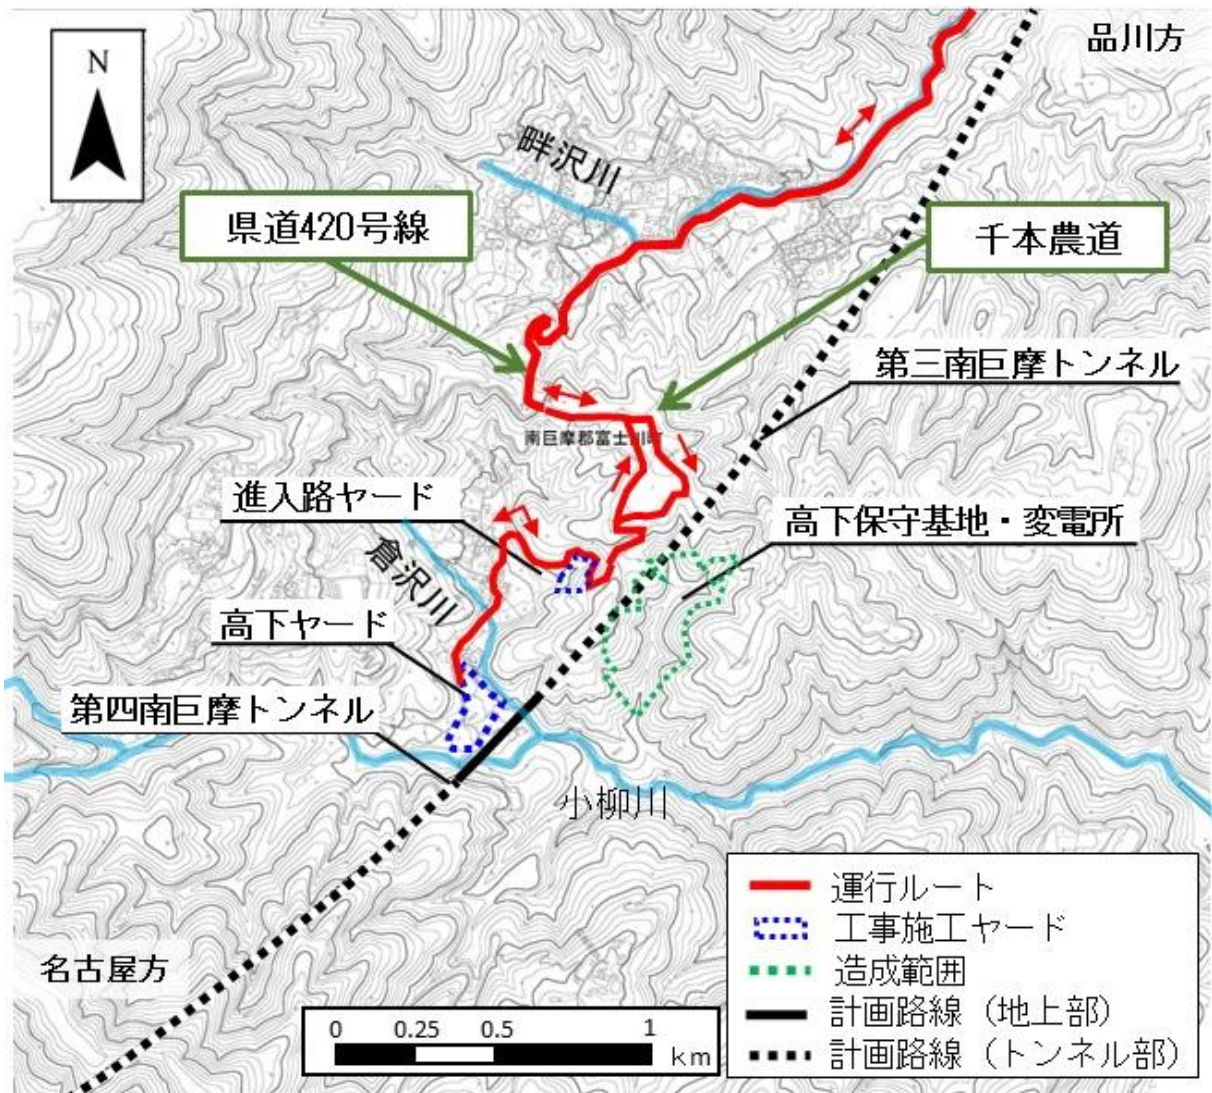 品川方
N
畔沢川
県道420号線
千本農道
第三南巨摩トンネル
南巨摩郡富士川町
進入路ヤード
高下保守基地・変電所
倉沢川
高下ヤード
第四南巨摩トンネル
小柳川
名古屋方
0 0.25 0.5 1
km
運行ルート
工事施工ヤード
造成範囲
計画路線（地上部）
計画路線（トンネル部）